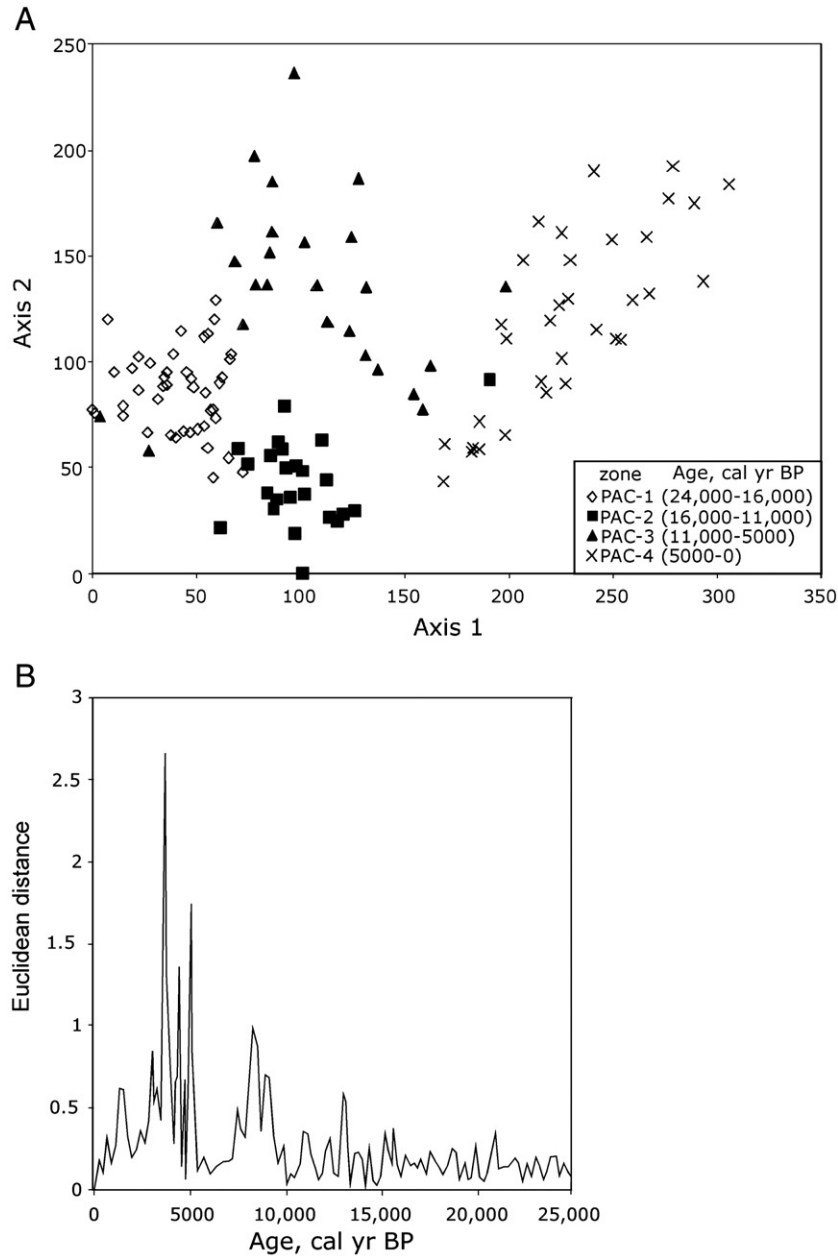 A
250
200
150
100
50
0
Axis 2
zone Age, cal yr BP
PAC-1 (24,000-16,000)
PAC-2 (16,000-11,000)
PAC-3 (11,000-5000)
PAC-4 (5000-0)
0 50 100 150 200 250 300 350
Axis 1
B
3
2.5
2
1.5
1
0.5
0
Euclidean distance
0 5000 10,000 15,000 20,000 25,000
Age, cal yr BP